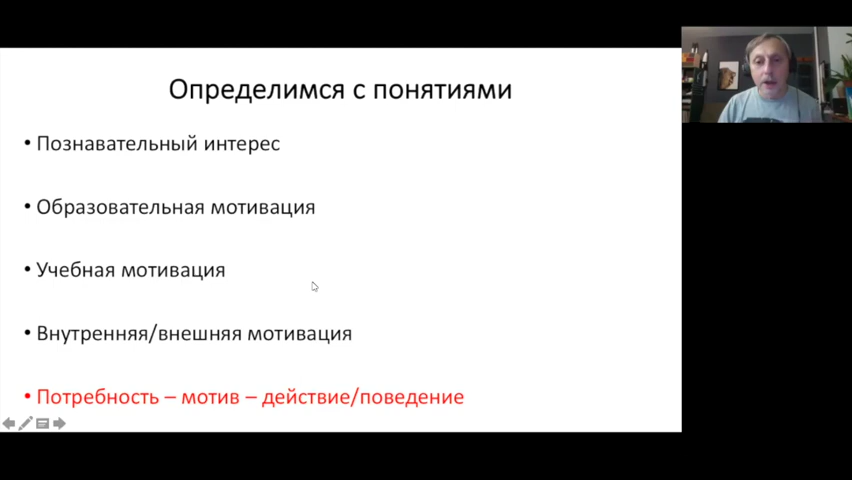 Определимся с понятиями
• Познавательный интерес
• Образовательная мотивация
• Учебная мотивация
• Внутренняя/внешняя мотивация
• Потребность – мотив – действие/поведение